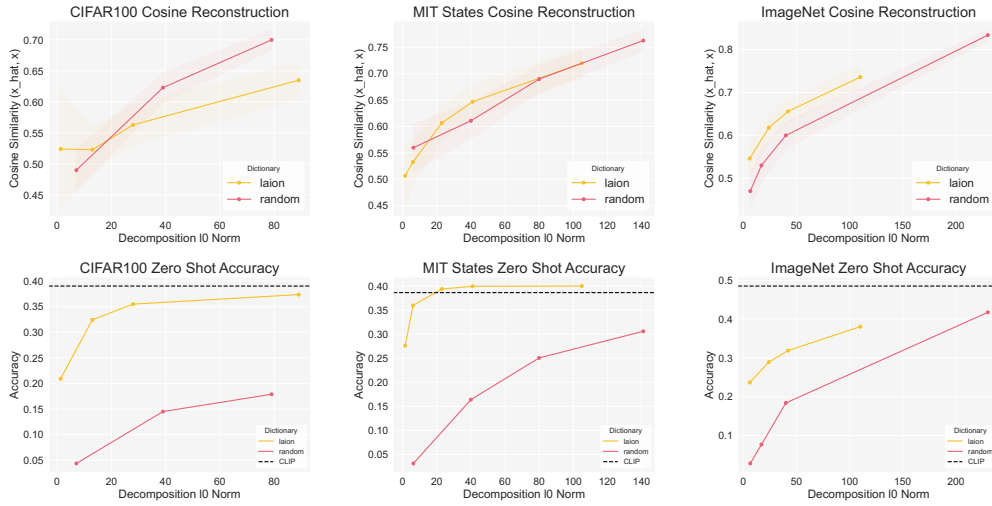 CIFAR100 Cosine Reconstruction
Cosine Similarity (x_hat, x)
0.70
0.65
0.60
0.55
0.50
0.45
Dictionary
laion
random
0 20 40 60 80
Decomposition l0 Norm
MIT States Cosine Reconstruction
Cosine Similarity (x_hat, x)
0.75
0.70
0.65
0.60
0.55
0.50
0.45
Dictionary
laion
random
0 20 40 60 80 100 120 140
Decomposition l0 Norm
ImageNet Cosine Reconstruction
Cosine Similarity (x_hat, x)
0.8
0.7
0.6
0.5
Dictionary
laion
random
0 50 100 150 200
Decomposition l0 Norm
CIFAR100 Zero Shot Accuracy
Accuracy
0.40
0.35
0.30
0.25
0.20
0.15
0.10
0.05
Dictionary
laion
random
CLIP
0 20 40 60 80
Decomposition l0 Norm
MIT States Zero Shot Accuracy
Accuracy
0.40
0.35
0.30
0.25
0.20
0.15
0.10
0.05
Dictionary
laion
random
CLIP
0 20 40 60 80 100 120 140
Decomposition l0 Norm
ImageNet Zero Shot Accuracy
Accuracy
0.5
0.4
0.3
0.2
0.1
Dictionary
laion
random
CLIP
0 50 100 150 200
Decomposition l0 Norm